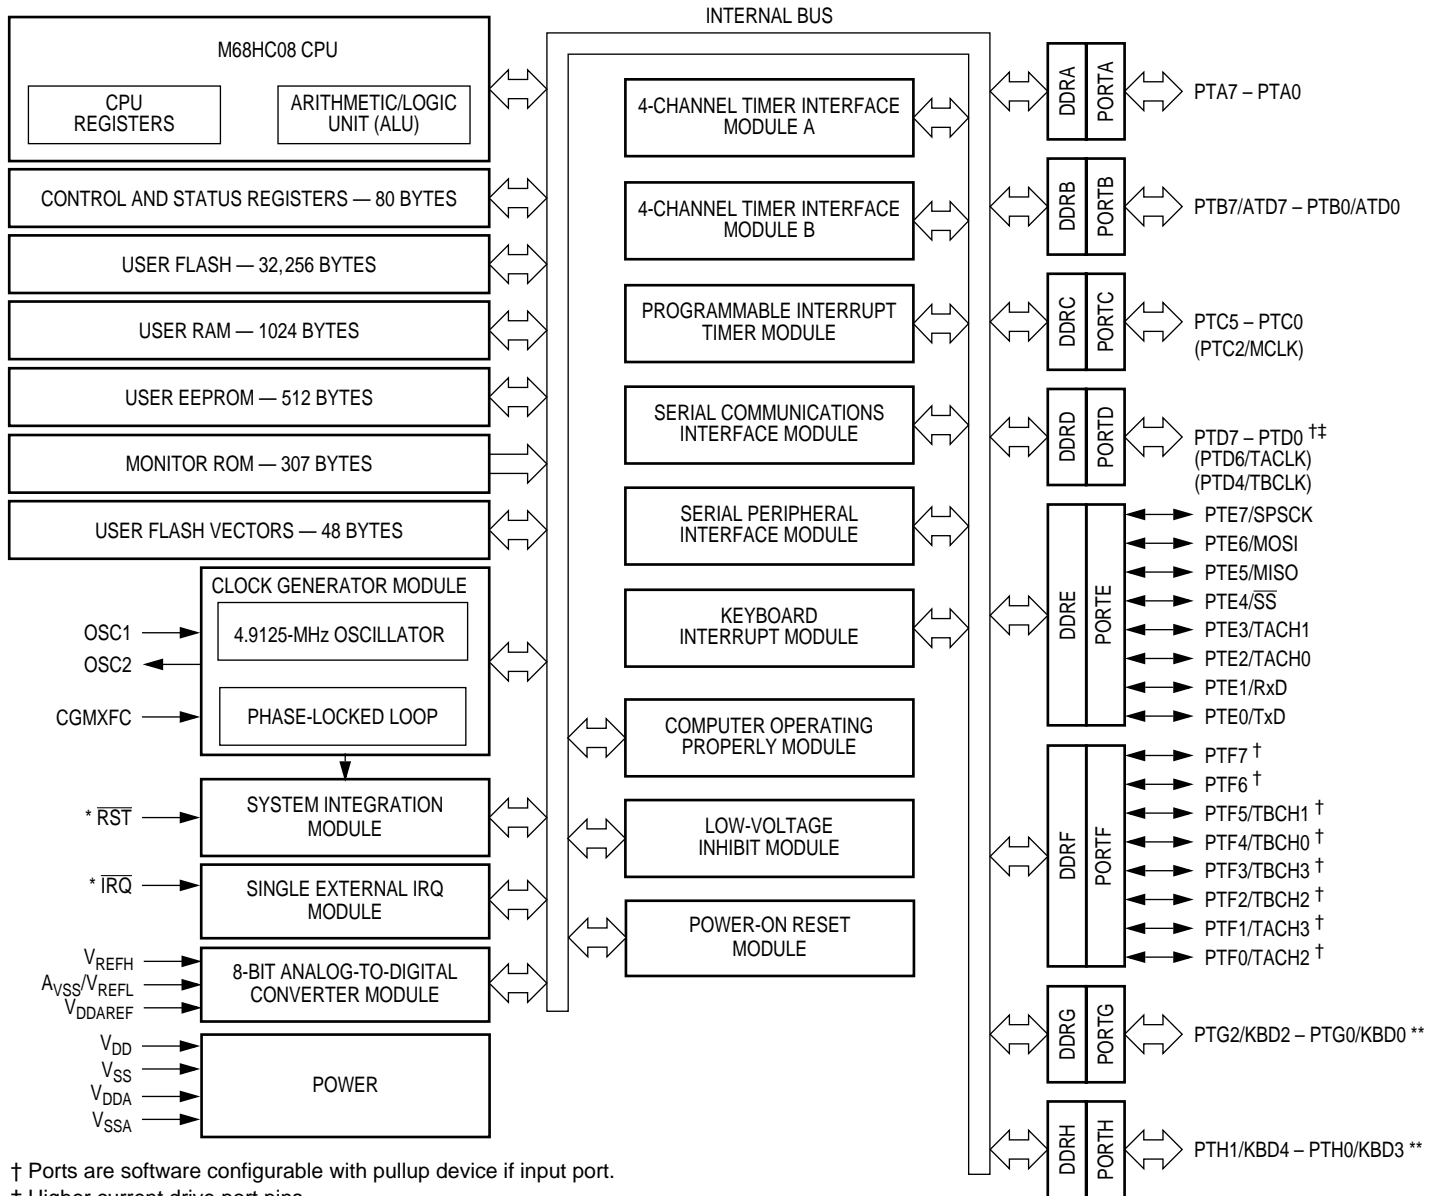 INTERNAL BUS
M68HC08 CPU
CPU
REGISTERS
ARITHMETIC/LOGIC
UNIT (ALU)
CONTROL AND STATUS REGISTERS — 80 BYTES
USER FLASH — 32,256 BYTES
USER RAM — 1024 BYTES
USER EEPROM — 512 BYTES
MONITOR ROM — 307 BYTES
USER FLASH VECTORS — 48 BYTES
CLOCK GENERATOR MODULE
4.9125-MHz OSCILLATOR
PHASE-LOCKED LOOP
OSC1
OSC2
CGMXFC
SYSTEM INTEGRATION
MODULE
* RST
SINGLE EXTERNAL IRQ
MODULE
* IRQ
8-BIT ANALOG-TO-DIGITAL
CONVERTER MODULE
VREFH
AVSS/VREFL
VDDAREF
POWER
VDD
VSS
VDDA
VSSA
4-CHANNEL TIMER INTERFACE
MODULE A
4-CHANNEL TIMER INTERFACE
MODULE B
PROGRAMMABLE INTERRUPT
TIMER MODULE
SERIAL COMMUNICATIONS
INTERFACE MODULE
SERIAL PERIPHERAL
INTERFACE MODULE
KEYBOARD
INTERRUPT MODULE
COMPUTER OPERATING
PROPERLY MODULE
LOW-VOLTAGE
INHIBIT MODULE
POWER-ON RESET
MODULE
DDRA
PORTA
PTA7 – PTA0
DDRB
PORTB
PTB7/ATD7 – PTB0/ATD0
DDRC
PORTC
PTC5 – PTC0
(PTC2/MCLK)
DDRD
PORTD
PTD7 – PTD0 †‡
(PTD6/TACLK)
(PTD4/TBCLK)
DDRE
PORTE
PTE7/SPSCK
PTE6/MOSI
PTE5/MISO
PTE4/SS
PTE3/TACH1
PTE2/TACH0
PTE1/RxD
PTE0/TxD
DDRF
PORTF
PTF7 †
PTF6 †
PTF5/TBCH1 †
PTF4/TBCH0 †
PTF3/TBCH3 †
PTF2/TBCH2 †
PTF1/TACH3 †
PTF0/TACH2 †
DDRG
PORTG
PTG2/KBD2 – PTG0/KBD0 **
DDRH
PORTH
PTH1/KBD4 – PTH0/KBD3 **
† Ports are software configurable with pullup device if input port.
‡ Higher current drive port pins